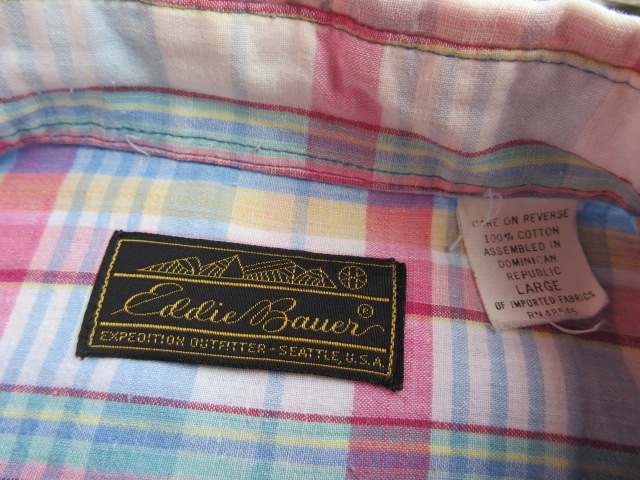 Eddie Bauer®
EXPEDITION OUTFITTER - SEATTLE, U.S.A.
CARE ON REVERSE
100% COTTON
ASSEMBLED IN
DOMINICAN
REPUBLIC
LARGE
OF IMPORTED FABRICS